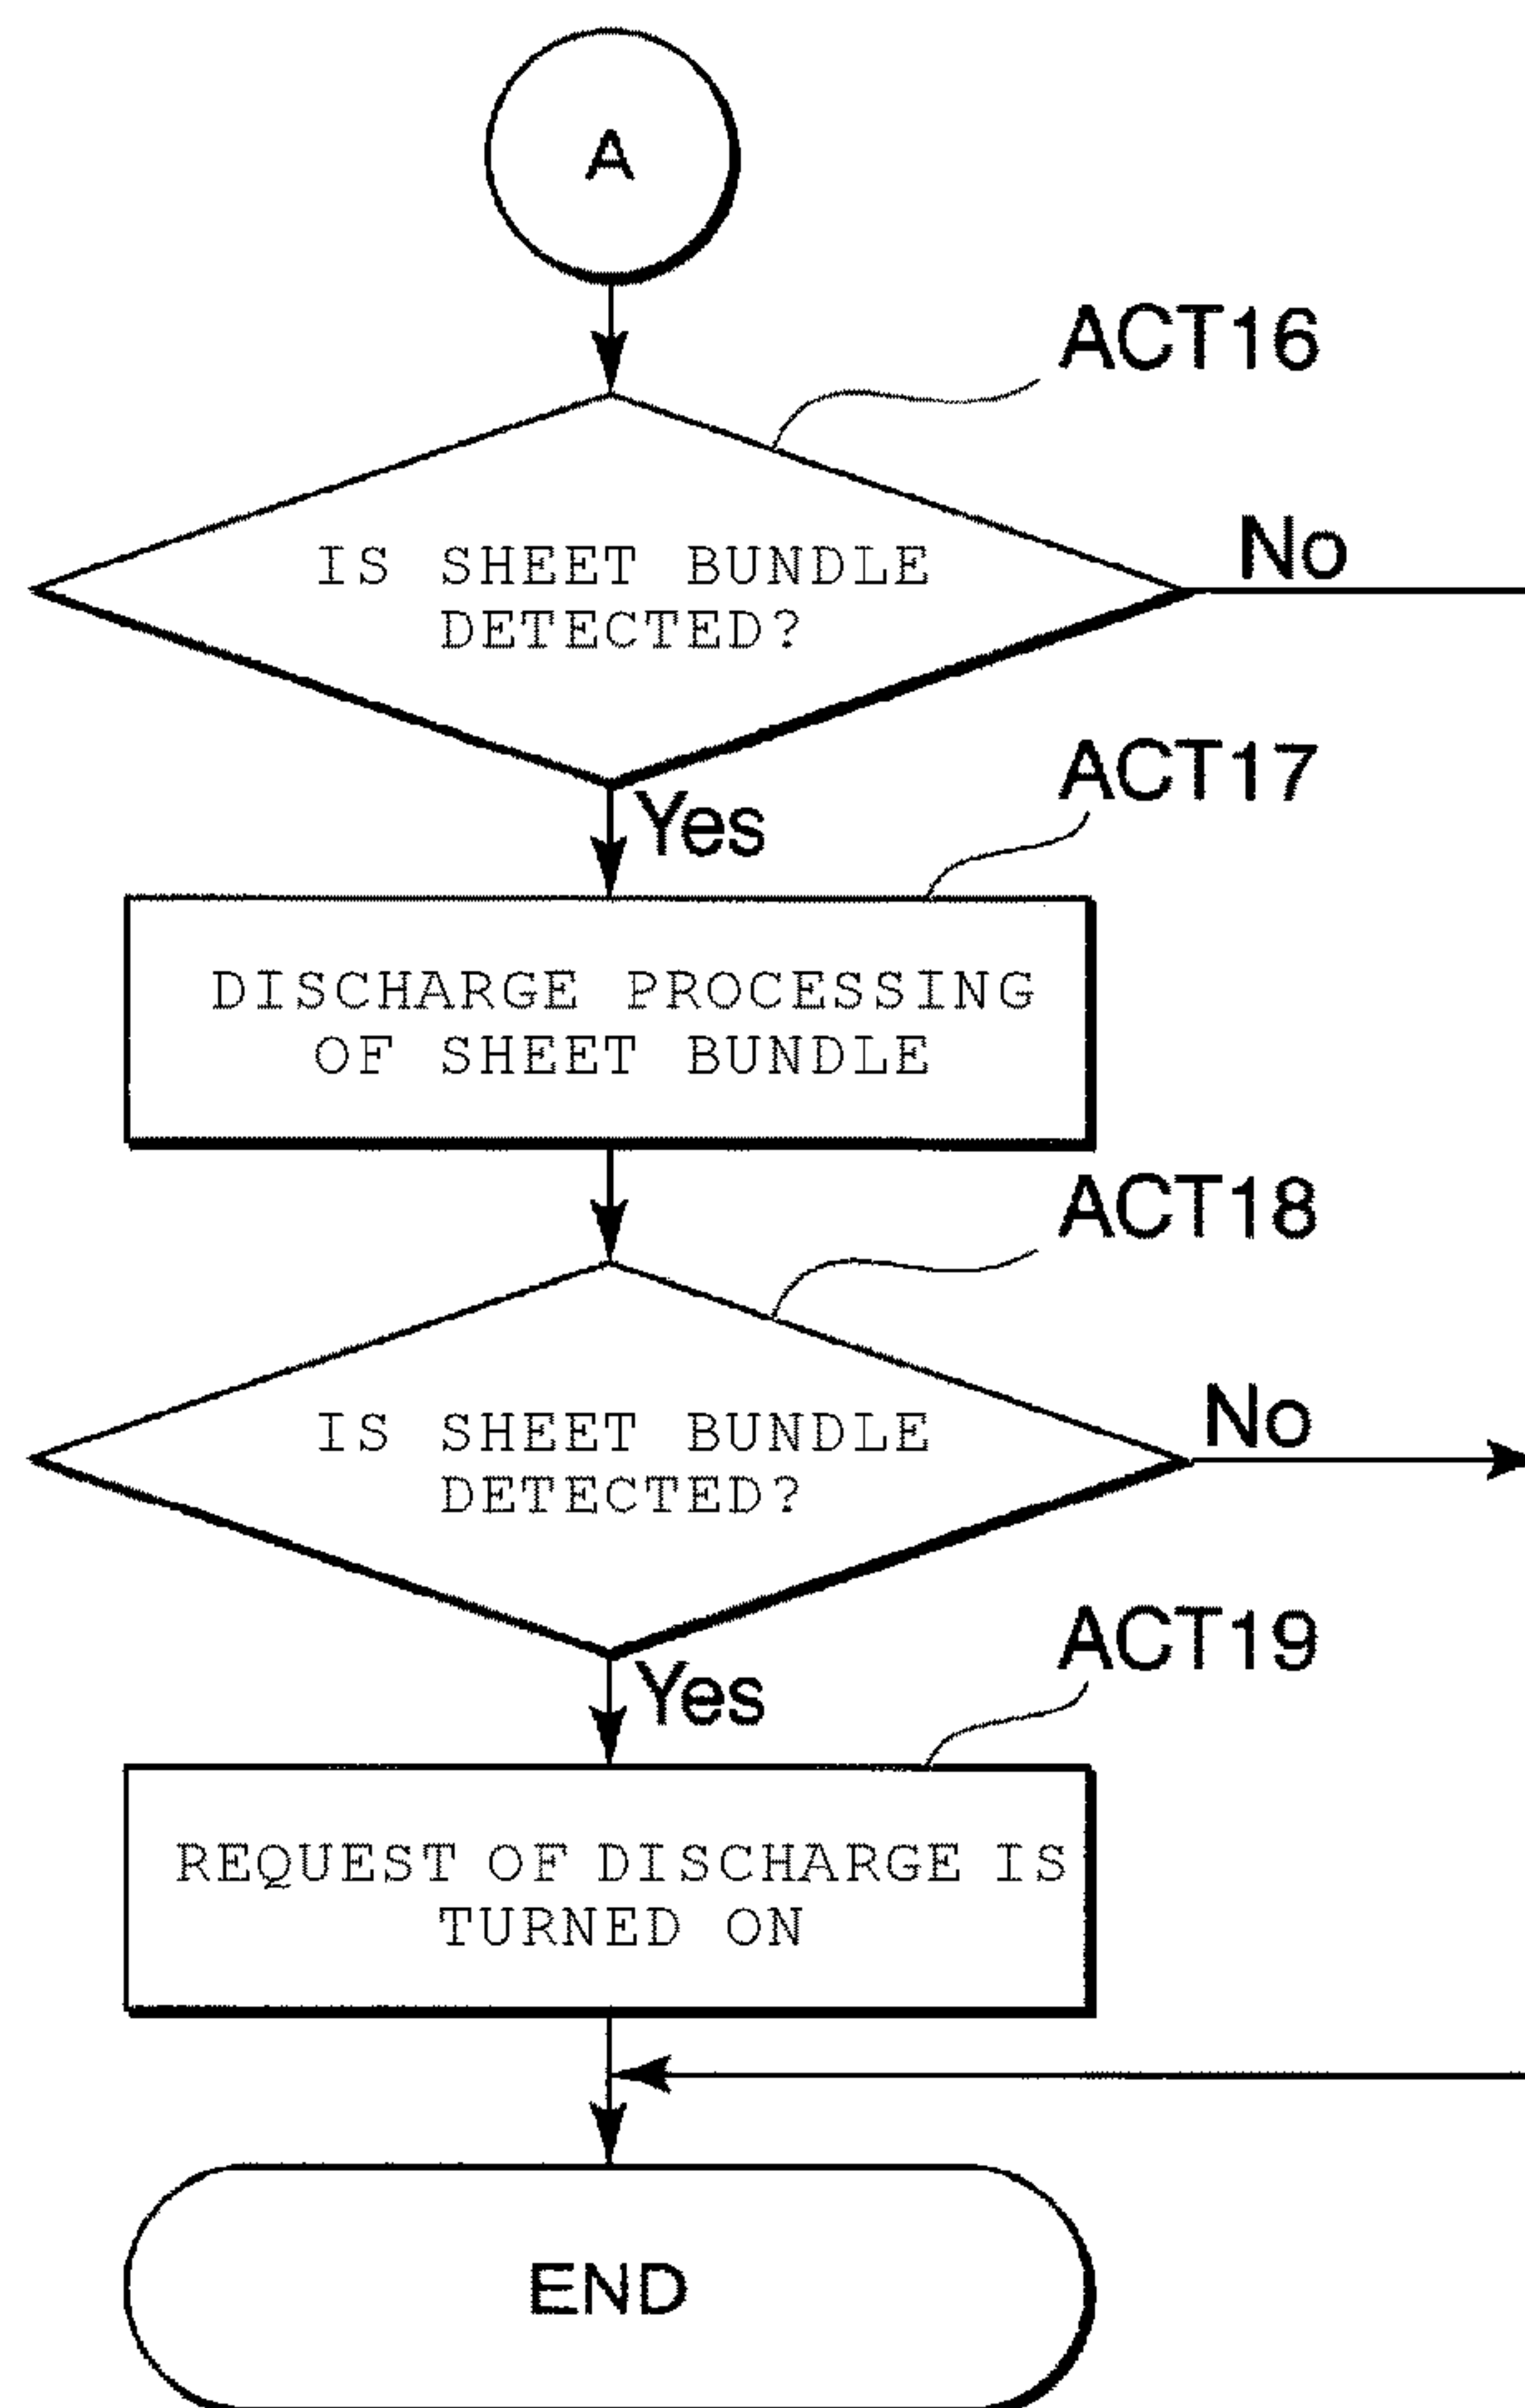 A
ACT16
IS SHEET BUNDLE
DETECTED?
No
Yes
ACT17
DISCHARGE PROCESSING
OF SHEET BUNDLE
ACT18
IS SHEET BUNDLE
DETECTED?
No
Yes
ACT19
REQUEST OF DISCHARGE IS
TURNED ON
END